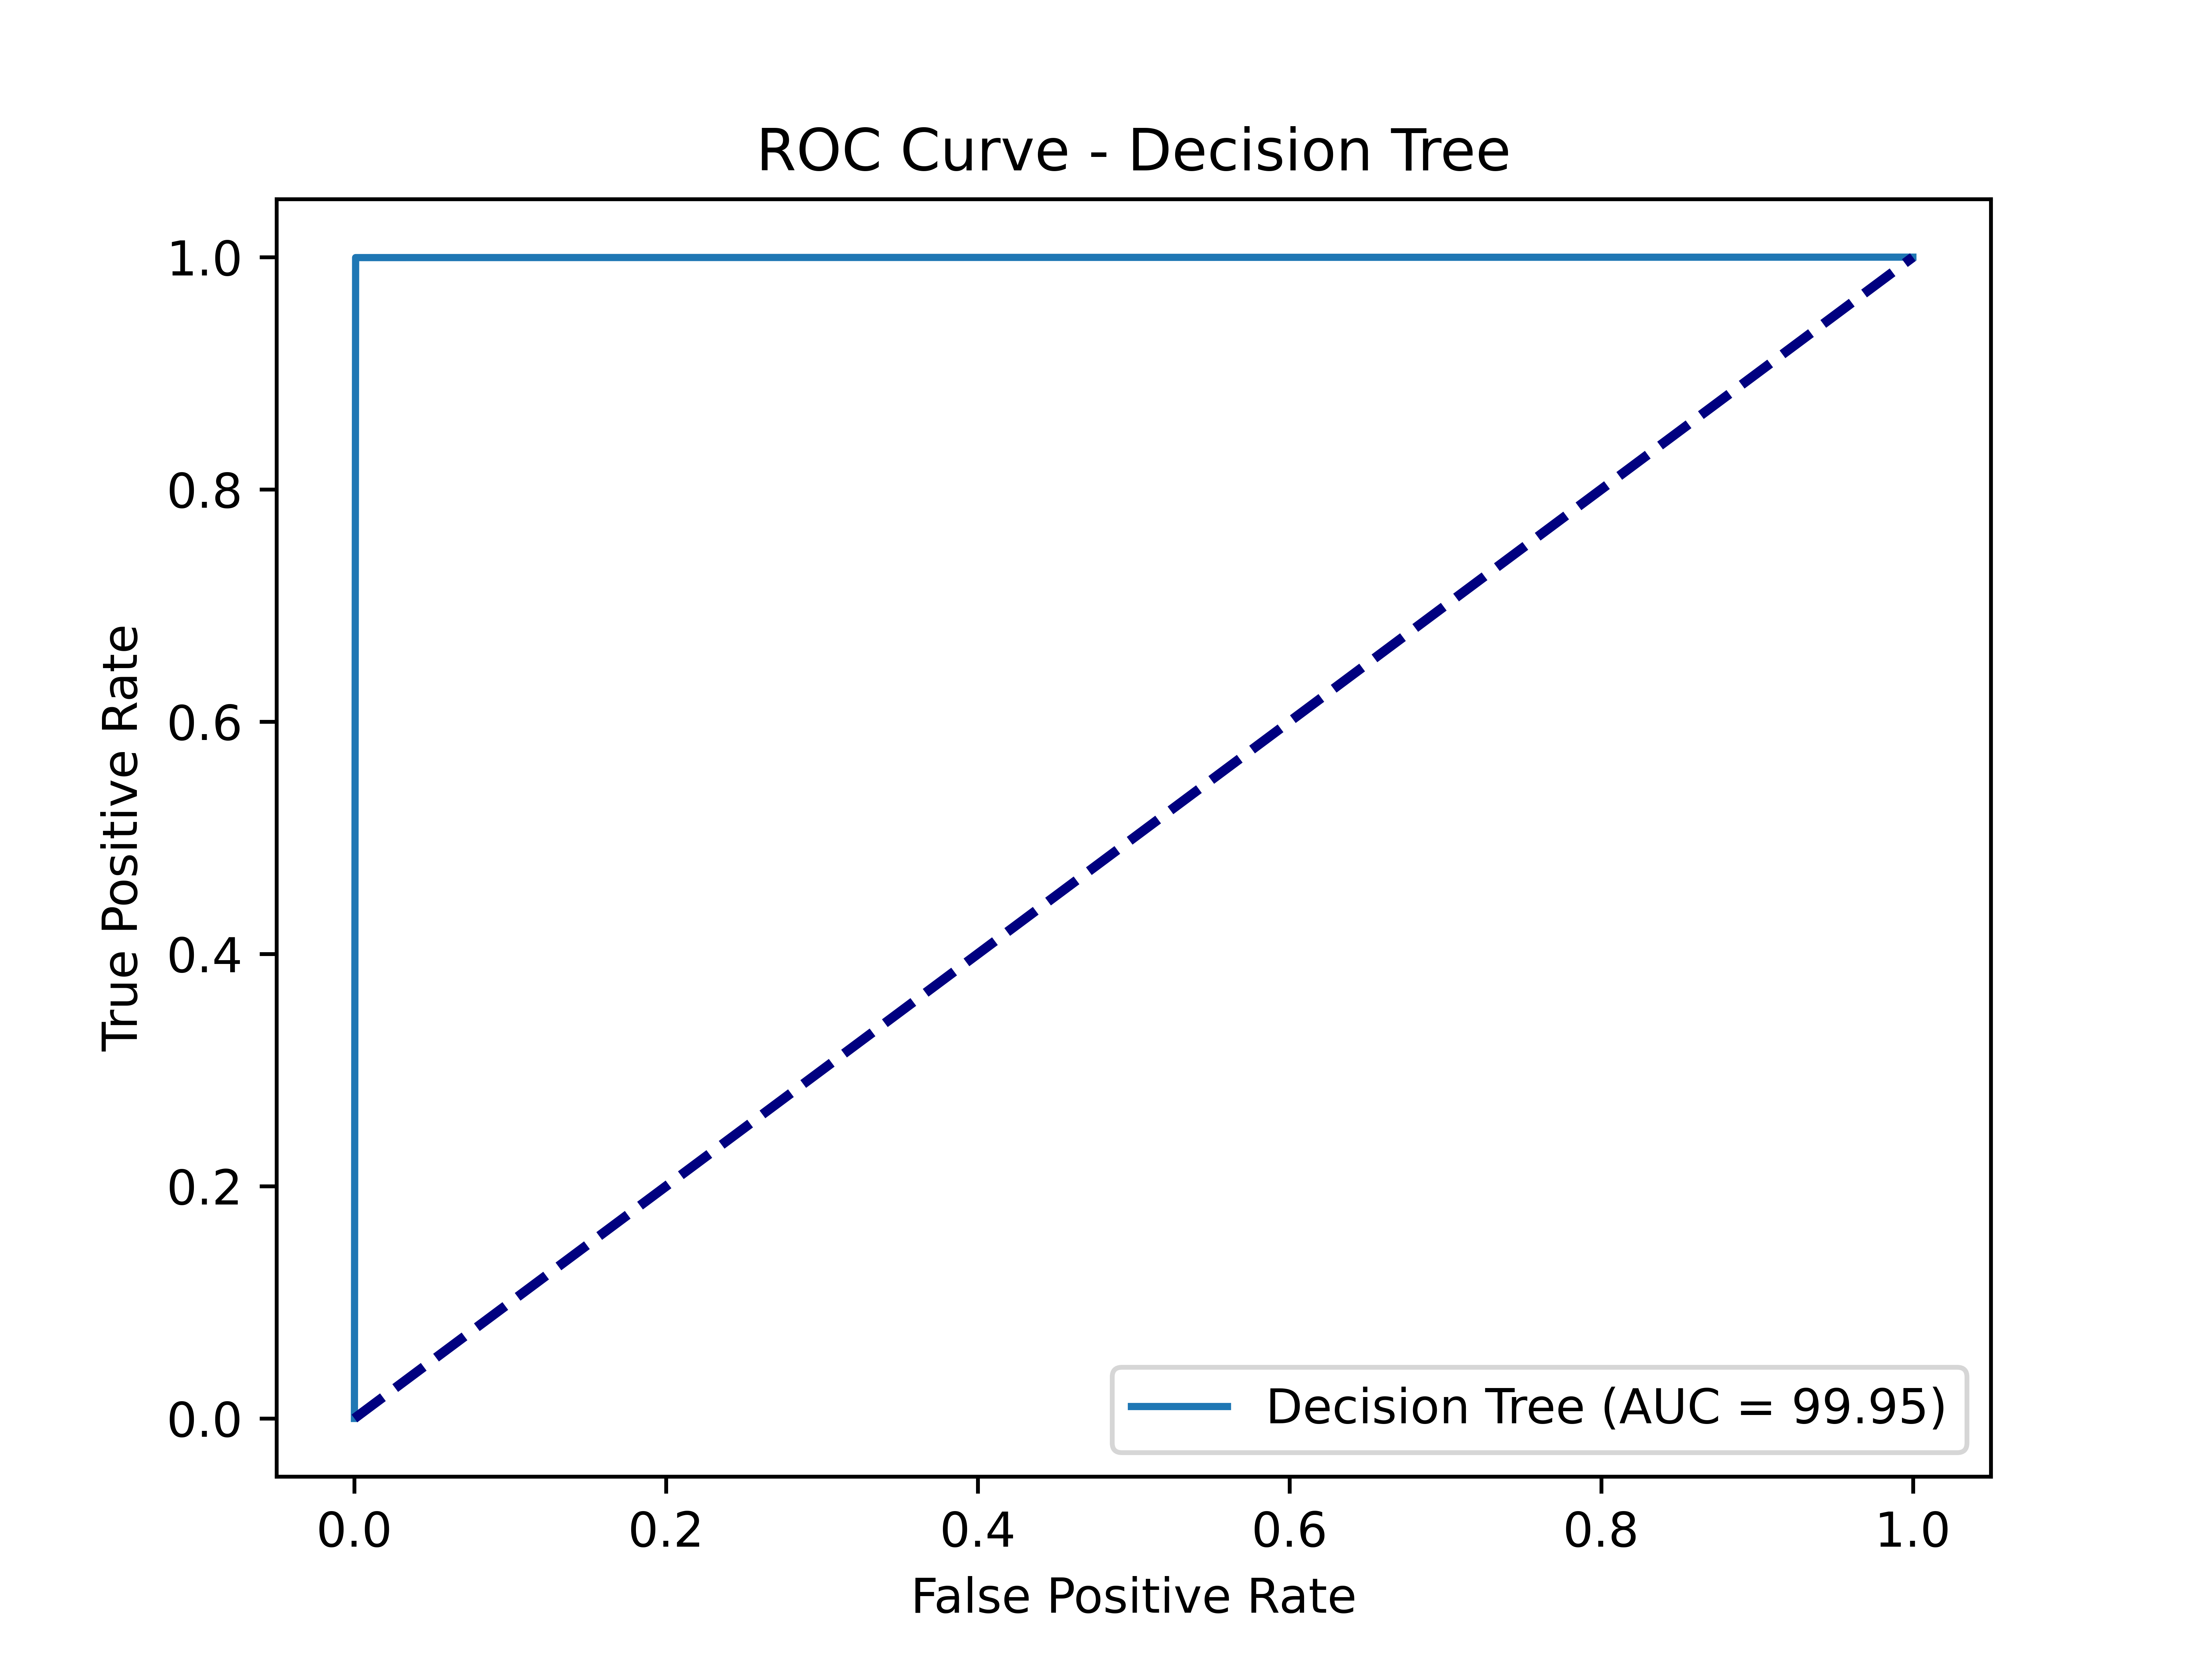 ROC Curve - Decision Tree
True Positive Rate
1.0
0.8
0.6
0.4
0.2
0.0
Decision Tree (AUC = 99.95)
0.0 0.2 0.4 0.6 0.8 1.0
False Positive Rate